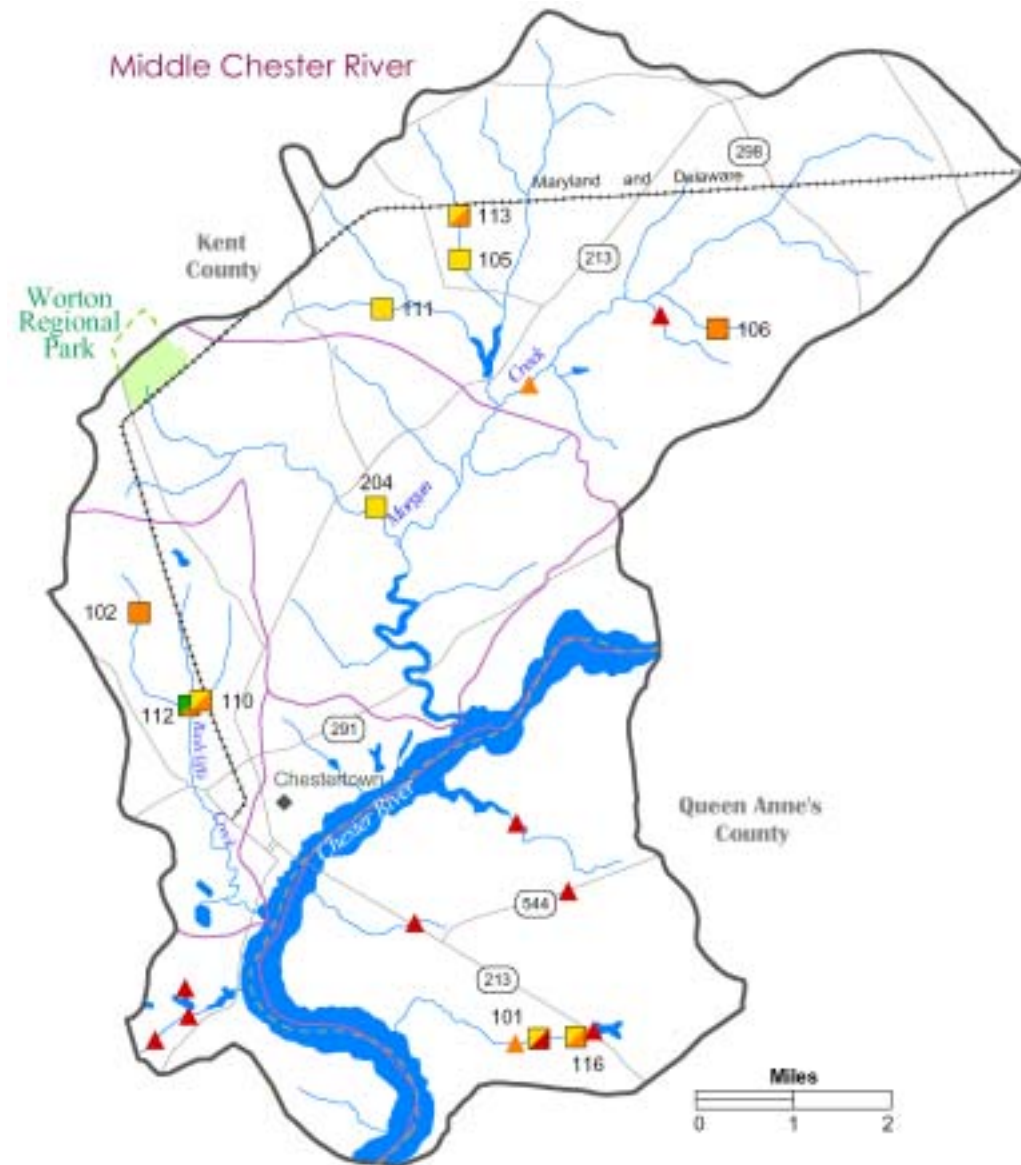 Middle Chester River
298
Maryland and Delaware
113
Kent
County
213
105
Worton
Regional
Park
111
106
Creek
204
Morgan
102
110
112
Radcliffe
291
Chestertown
Creek
Chester River
Queen Anne's
County
544
213
101
116
Miles
0 1 2